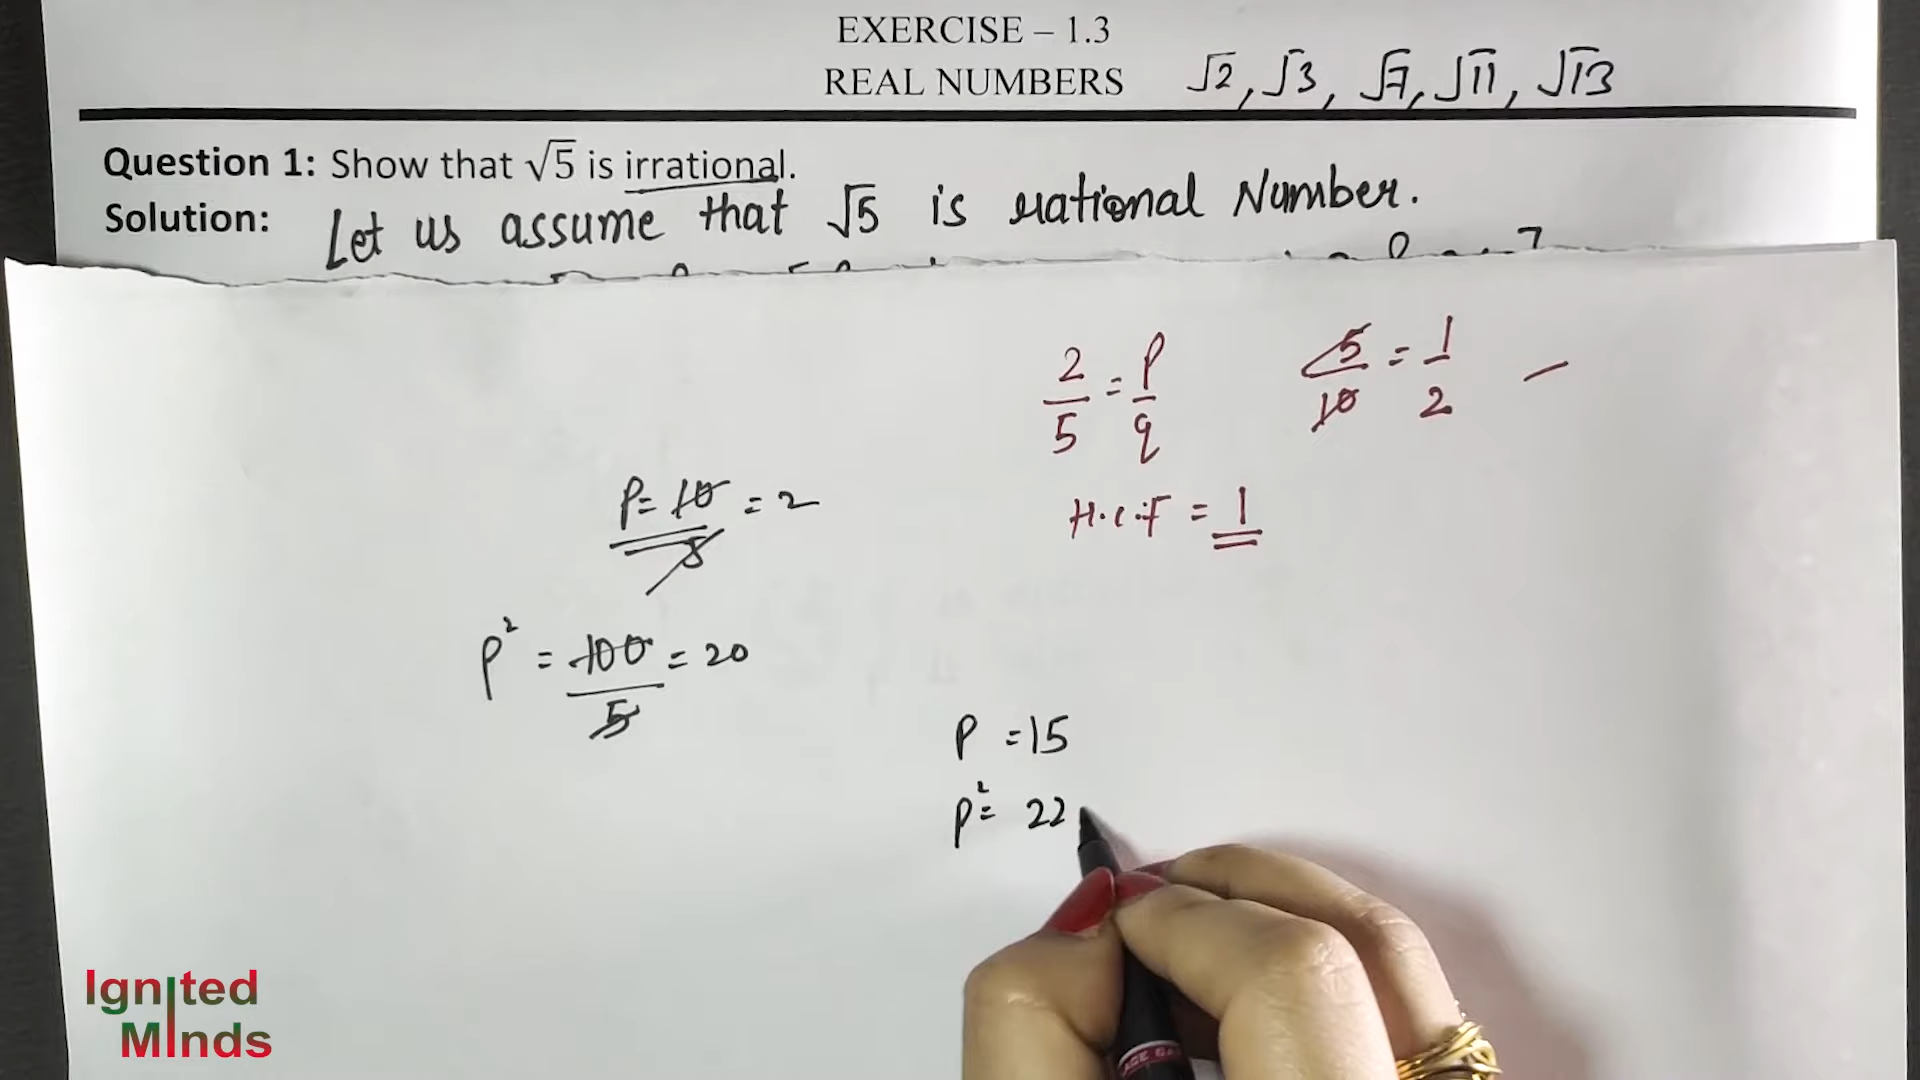 EXERCISE – 1.3
REAL NUMBERS √2, √3, √7, √11, √13
Question 1: Show that √5 is irrational.
Solution: Let us assume that √5 is rational Number.
2/5 = p/q 5/10 = 1/2
H.C.F = 1
P = 10/5 = 2
P² = 100/5 = 20
P = 15
P² = 22
Ignited
Minds